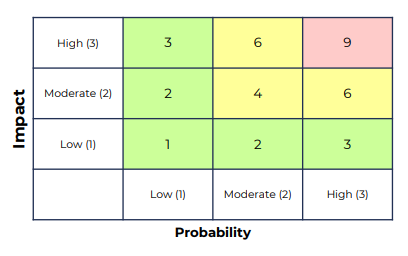 High (3) 3 6 9
Moderate (2) 2 4 6
Impact
Low (1) 1 2 3
Low (1) Moderate (2) High (3)
Probability